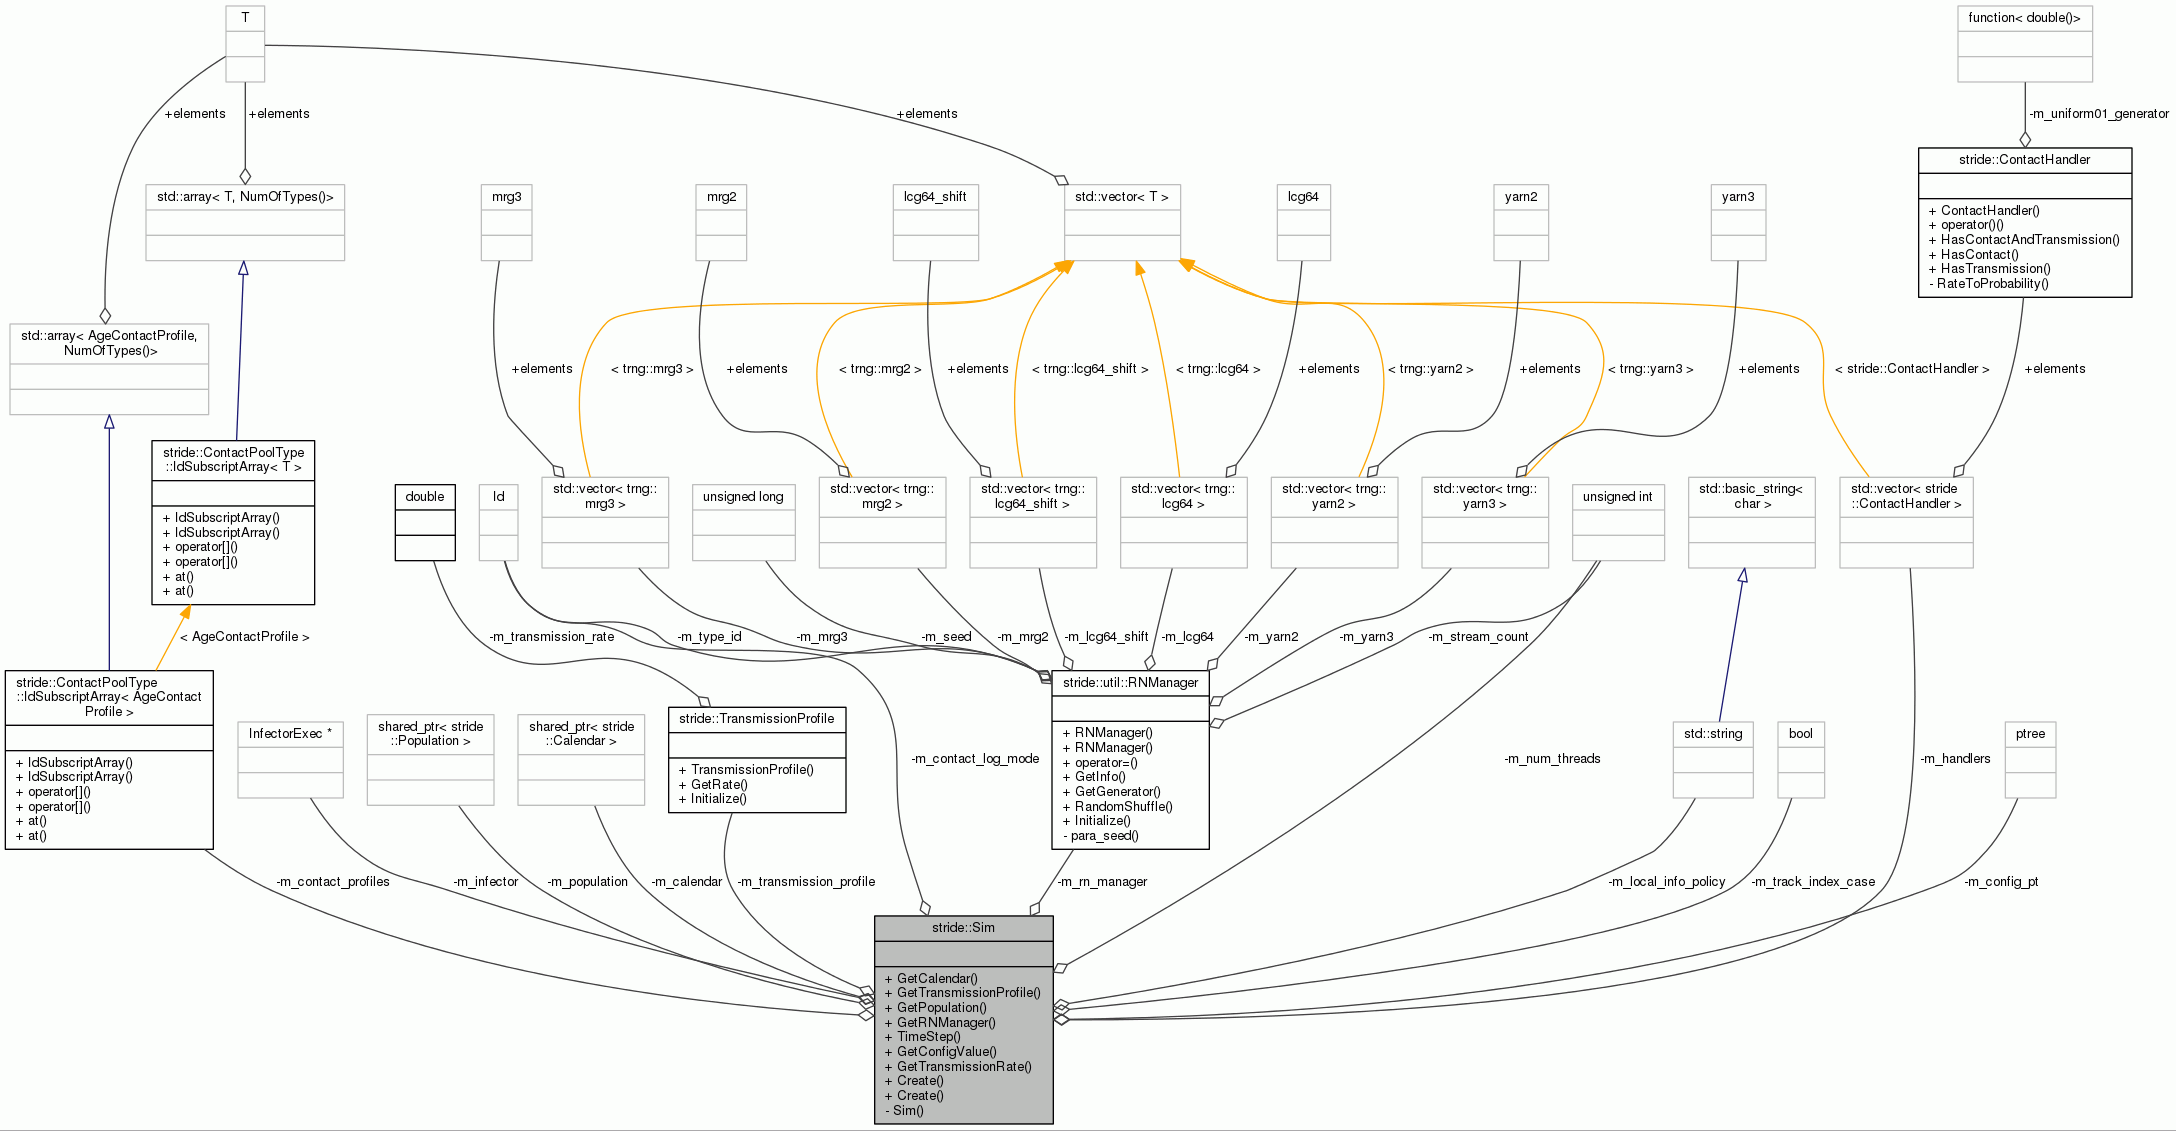 T
function< double()>
+elements
+elements
+elements
-m_uniform01_generator
stride::ContactHandler
+ ContactHandler()
+ operator()()
+ HasContactAndTransmission()
+ HasContact()
+ HasTransmission()
- RateToProbability()
std::array< T, NumOfTypes()>
mrg3
mrg2
lcg64_shift
std::vector< T >
lcg64
yarn2
yarn3
std::array< AgeContactProfile,
NumOfTypes()>
+elements
< trng::mrg3 >
+elements
< trng::mrg2 >
+elements
< trng::lcg64_shift >
< trng::lcg64 >
+elements
< trng::yarn2 >
+elements
< trng::yarn3 >
+elements
< stride::ContactHandler >
+elements
stride::ContactPoolType
::IdSubscriptArray< T >
+ IdSubscriptArray()
+ IdSubscriptArray()
+ operator[]()
+ operator[]()
+ at()
+ at()
double
Id
std::vector< trng::
mrg3 >
unsigned long
std::vector< trng::
mrg2 >
std::vector< trng::
lcg64_shift >
std::vector< trng::
lcg64 >
std::vector< trng::
yarn2 >
std::vector< trng::
yarn3 >
unsigned int
std::basic_string<
char >
std::vector< stride
::ContactHandler >
< AgeContactProfile >
-m_transmission_rate
-m_type_id
-m_mrg3
-m_seed
-m_mrg2
-m_lcg64_shift
-m_lcg64
-m_yarn2
-m_yarn3
-m_stream_count
stride::ContactPoolType
::IdSubscriptArray< AgeContact
Profile >
+ IdSubscriptArray()
+ IdSubscriptArray()
+ operator[]()
+ operator[]()
+ at()
+ at()
InfectorExec *
shared_ptr< stride
::Population >
shared_ptr< stride
::Calendar >
stride::TransmissionProfile
+ TransmissionProfile()
+ GetRate()
+ Initialize()
-m_contact_log_mode
stride::util::RNManager
+ RNManager()
+ RNManager()
+ operator=()
+ GetInfo()
+ GetGenerator()
+ RandomShuffle()
+ Initialize()
- para_seed()
-m_num_threads
std::string
bool
-m_handlers
ptree
-m_contact_profiles
-m_infector
-m_population
-m_calendar
-m_transmission_profile
-m_rn_manager
-m_local_info_policy
-m_track_index_case
-m_config_pt
stride::Sim
+ GetCalendar()
+ GetTransmissionProfile()
+ GetPopulation()
+ GetRNManager()
+ TimeStep()
+ GetConfigValue()
+ GetTransmissionRate()
+ Create()
+ Create()
- Sim()